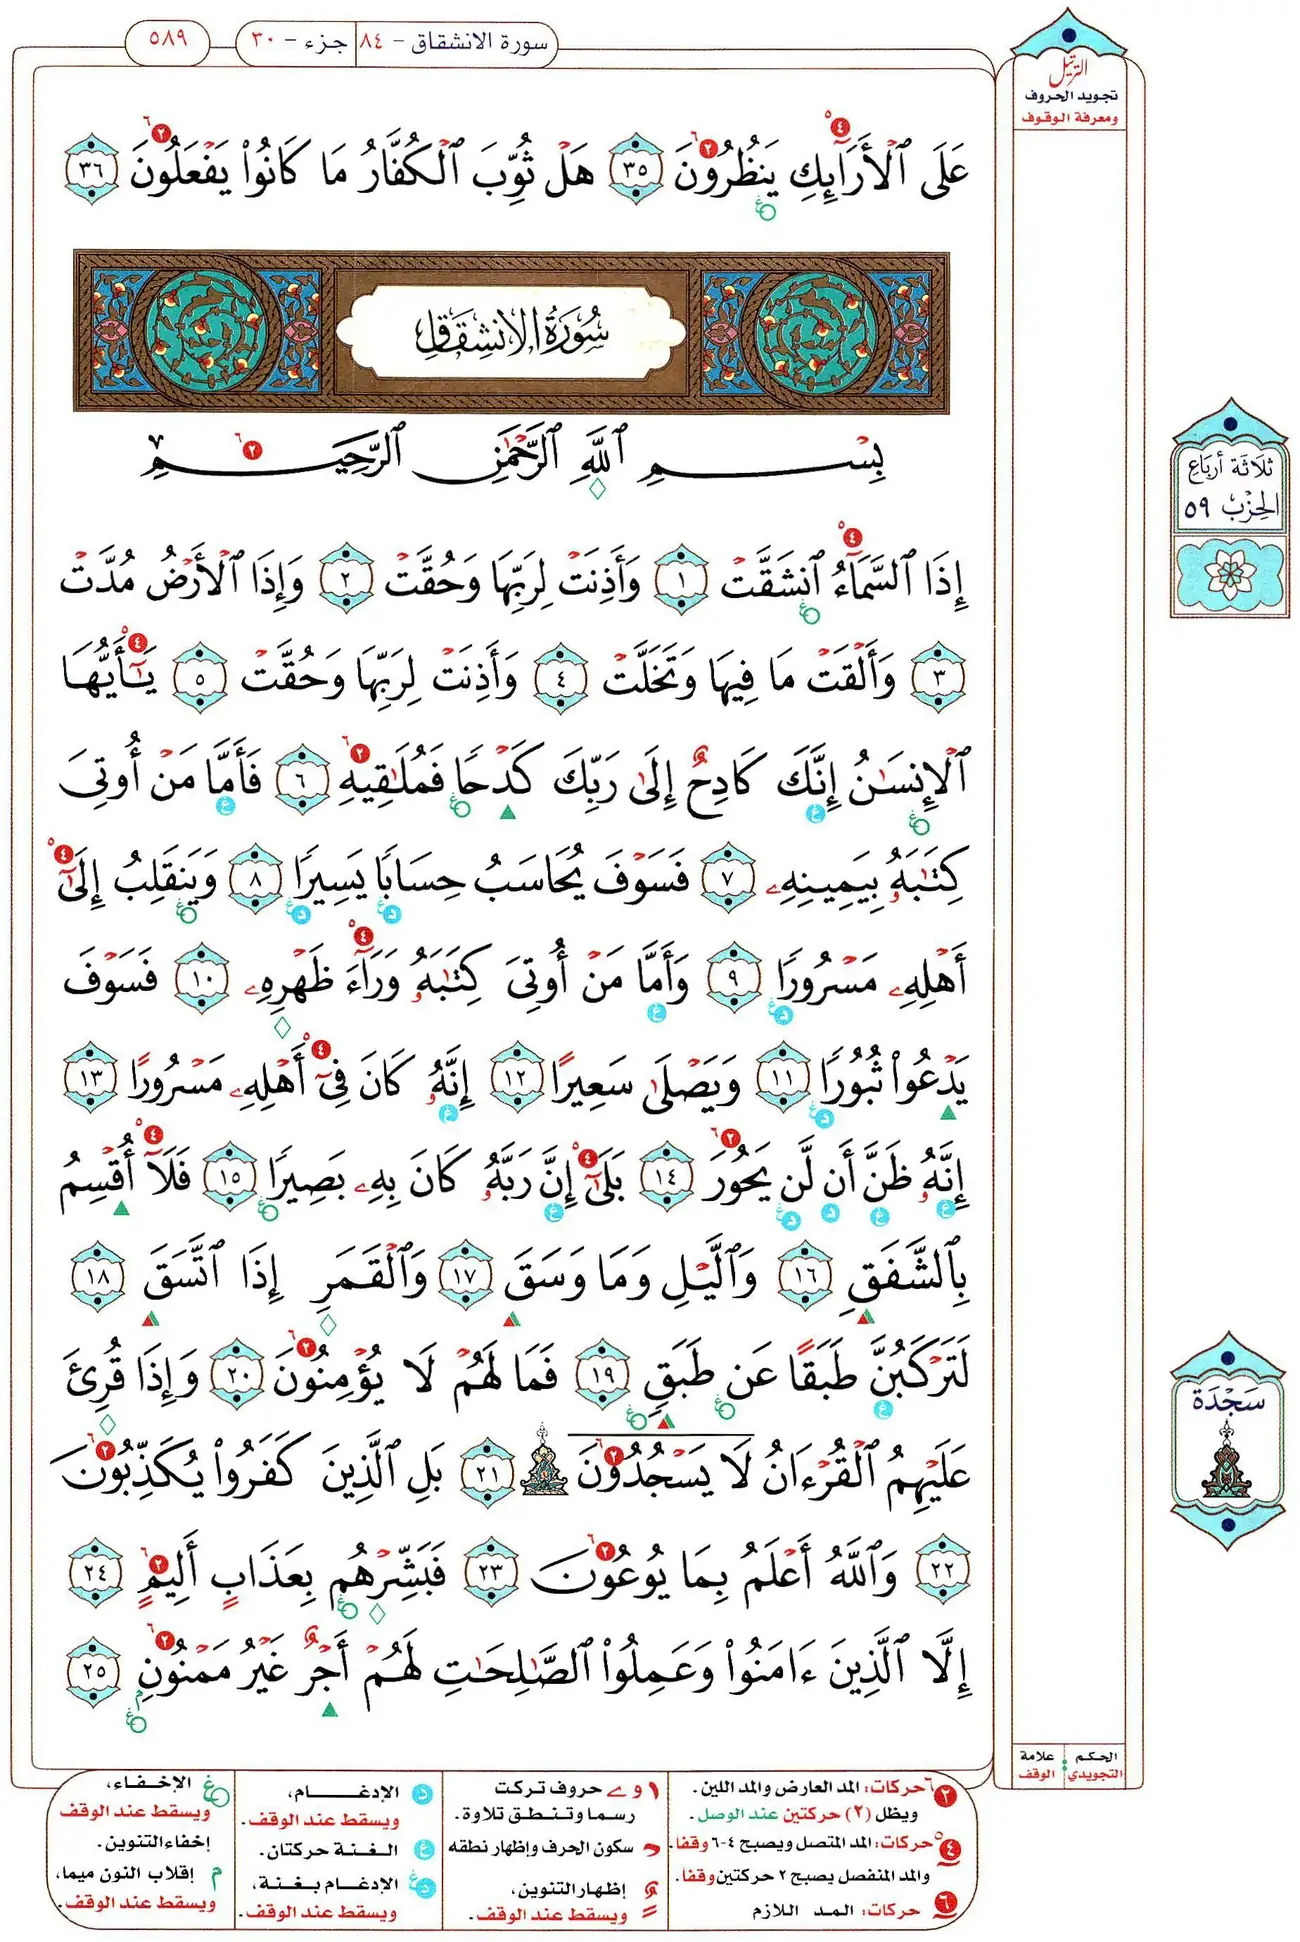 سورة الانشقاق - ٨٤ جزء - ٣٠
٥٨٩
الترتيل
تجويد الحروف
ومعرفة الوقوف
عَلَى ٱلْأَرَآئِكِ يَنظُرُونَ ٣٥ هَلْ ثُوِّبَ ٱلْكُفَّارُ مَا كَانُوا۟ يَفْعَلُونَ ٣٦
سُورَةُ الانشِقَاقِ
بِسْمِ ٱللَّهِ ٱلرَّحْمَٰنِ ٱلرَّحِيمِ
إِذَا ٱلسَّمَآءُ ٱنشَقَّتْ ١ وَأَذِنَتْ لِرَبِّهَا وَحُقَّتْ ٢ وَإِذَا ٱلْأَرْضُ مُدَّتْ
٣ وَأَلْقَتْ مَا فِيهَا وَتَخَلَّتْ ٤ وَأَذِنَتْ لِرَبِّهَا وَحُقَّتْ ٥ يَٰٓأَيُّهَا
ٱلْإِنسَٰنُ إِنَّكَ كَادِحٌ إِلَىٰ رَبِّكَ كَدْحًا فَمُلَٰقِيهِ ٦ فَأَمَّا مَنْ أُوتِىَ
كِتَٰبَهُۥ بِيَمِينِهِۦ ٧ فَسَوْفَ يُحَاسَبُ حِسَابًا يَسِيرًا ٨ وَيَنقَلِبُ إِلَىٰٓ
أَهْلِهِۦ مَسْرُورًا ٩ وَأَمَّا مَنْ أُوتِىَ كِتَٰبَهُۥ وَرَآءَ ظَهْرِهِۦ ١٠ فَسَوْفَ
يَدْعُوا۟ ثُبُورًا ١١ وَيَصْلَىٰ سَعِيرًا ١٢ إِنَّهُۥ كَانَ فِىٓ أَهْلِهِۦ مَسْرُورًا ١٣
إِنَّهُۥ ظَنَّ أَن لَّن يَحُورَ ١٤ بَلَىٰٓ إِنَّ رَبَّهُۥ كَانَ بِهِۦ بَصِيرًا ١٥ فَلَآ أُقْسِمُ
بِٱلشَّفَقِ ١٦ وَٱلَّيْلِ وَمَا وَسَقَ ١٧ وَٱلْقَمَرِ إِذَا ٱتَّسَقَ ١٨
لَتَرْكَبُنَّ طَبَقًا عَن طَبَقٍ ١٩ فَمَا لَهُمْ لَا يُؤْمِنُونَ ٢٠ وَإِذَا قُرِئَ
عَلَيْهِمُ ٱلْقُرْءَانُ لَا يَسْجُدُونَ ۩ ٢١ بَلِ ٱلَّذِينَ كَفَرُوا۟ يُكَذِّبُونَ
٢٢ وَٱللَّهُ أَعْلَمُ بِمَا يُوعُونَ ٢٣ فَبَشِّرْهُم بِعَذَابٍ أَلِيمٍ ٢٤
إِلَّا ٱلَّذِينَ ءَامَنُوا۟ وَعَمِلُوا۟ ٱلصَّٰلِحَٰتِ لَهُمْ أَجْرٌ غَيْرُ مَمْنُونٍ ٢٥
ثلاثة أرباع
الحِزْب ٥٩
سَجْدَة
الحكم التجويدي
علامة الوقف
٢ ٦ حركات: المد العارض والمد اللين.
ويظل (٢) حركتين عند الوصل.
٤ ٥ حركات: المد المتصل ويصبح ٤-٦ وقفا.
والمد المنفصل يصبح ٢ حركتين وقفا.
٦ حركات: المـد اللازم
ا و ے حروف تركت
رسما وتنطق تلاوة.
سكون الحرف وإظهار نطقه
إظهار التنوين،
ويسقط عند الوقف.
د الإدغـام،
ويسقط عند الوقف.
غ الغنة حركتان.
د غ الإدغام بغنة،
ويسقط عند الوقف.
غ الإخفـاء،
ويسقط عند الوقف
إخفاء التنوين.
م إقلاب النون ميما،
ويسقط عند الوقف.